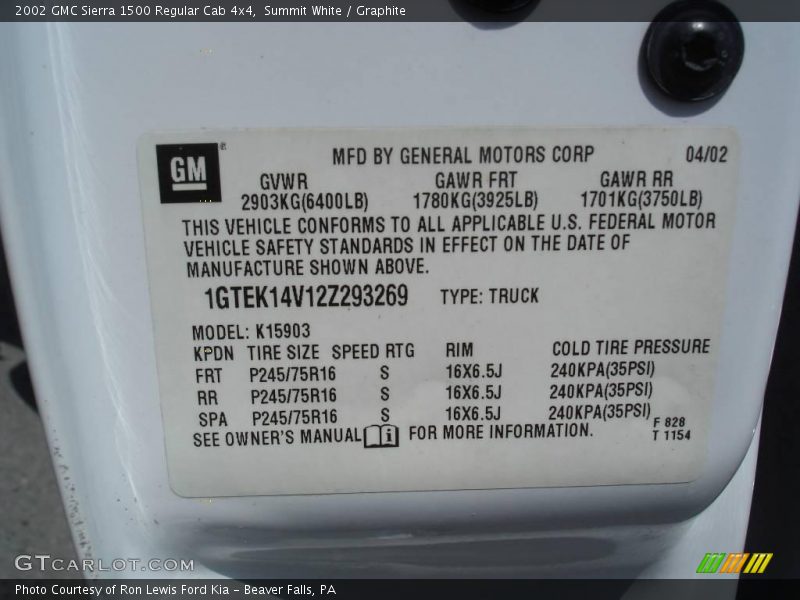 2002 GMC Sierra 1500 Regular Cab 4x4, Summit White / Graphite
GM®
MFD BY GENERAL MOTORS CORP 04/02
GVWR GAWR FRT GAWR RR
2903KG(6400LB) 1780KG(3925LB) 1701KG(3750LB)
THIS VEHICLE CONFORMS TO ALL APPLICABLE U.S. FEDERAL MOTOR
VEHICLE SAFETY STANDARDS IN EFFECT ON THE DATE OF
MANUFACTURE SHOWN ABOVE.
1GTEK14V12Z293269 TYPE: TRUCK
MODEL: K15903
KPDN TIRE SIZE SPEED RTG RIM COLD TIRE PRESSURE
FRT P245/75R16 S 16X6.5J 240KPA(35PSI)
RR P245/75R16 S 16X6.5J 240KPA(35PSI)
SPA P245/75R16 S 16X6.5J 240KPA(35PSI)
SEE OWNER'S MANUAL i FOR MORE INFORMATION.
F 828
T 1154
GTCARLOT.COM
Photo Courtesy of Ron Lewis Ford Kia - Beaver Falls, PA